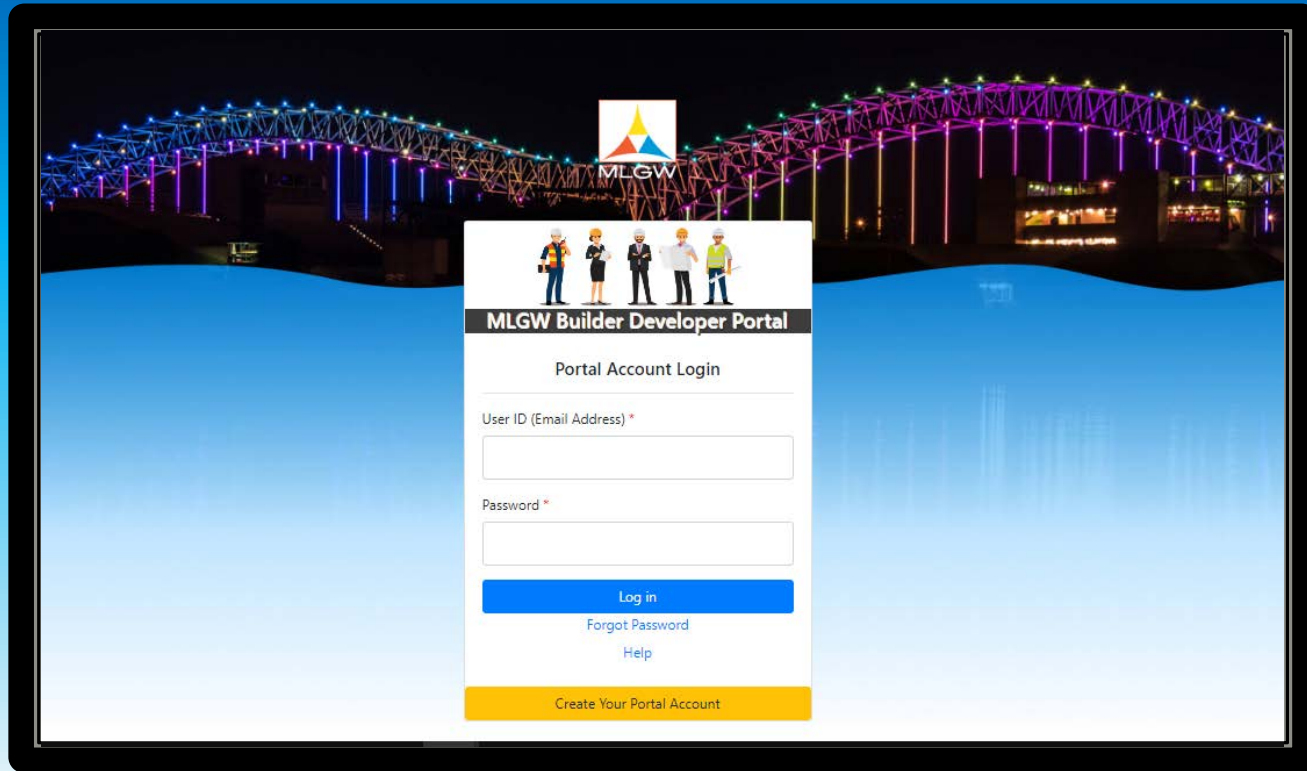 MLGW
MLGW Builder Developer Portal
Portal Account Login
User ID (Email Address) *
Password *
Log in
Forgot Password
Help
Create Your Portal Account